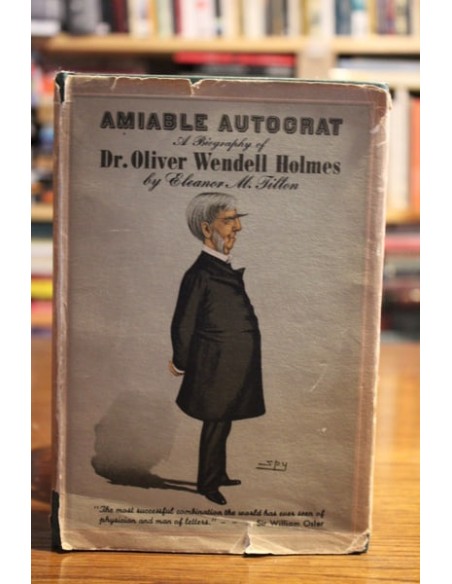 AMIABLE AUTOCRAT
A Biography of
Dr. Oliver Wendell Holmes
by Eleanor M. Tilton
Spy
"The most successful combination the world has ever seen of
physician and man of letters." - - - Sir William Osler